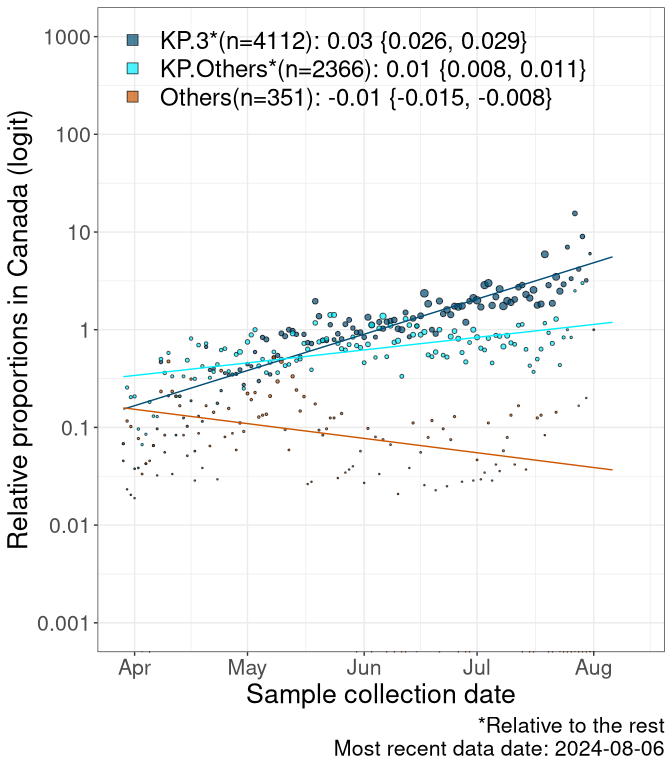 KP.3*(n=4112): 0.03 {0.026, 0.029}
KP.Others*(n=2366): 0.01 {0.008, 0.011}
Others(n=351): -0.01 {-0.015, -0.008}
Relative proportions in Canada (logit)
1000
100
10
1
0.1
0.01
0.001
Apr May Jun Jul Aug
Sample collection date
*Relative to the rest
Most recent data date: 2024-08-06